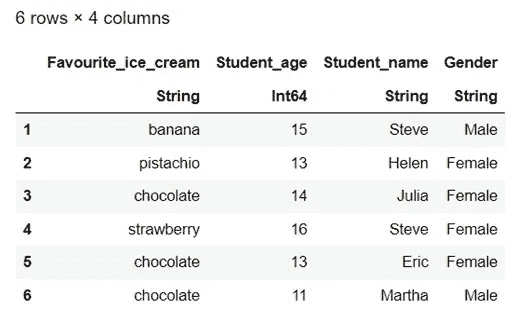 6 rows × 4 columns
Favourite_ice_cream Student_age Student_name Gender
String Int64 String String
1 banana 15 Steve Male
2 pistachio 13 Helen Female
3 chocolate 14 Julia Female
4 strawberry 16 Steve Female
5 chocolate 13 Eric Female
6 chocolate 11 Martha Male